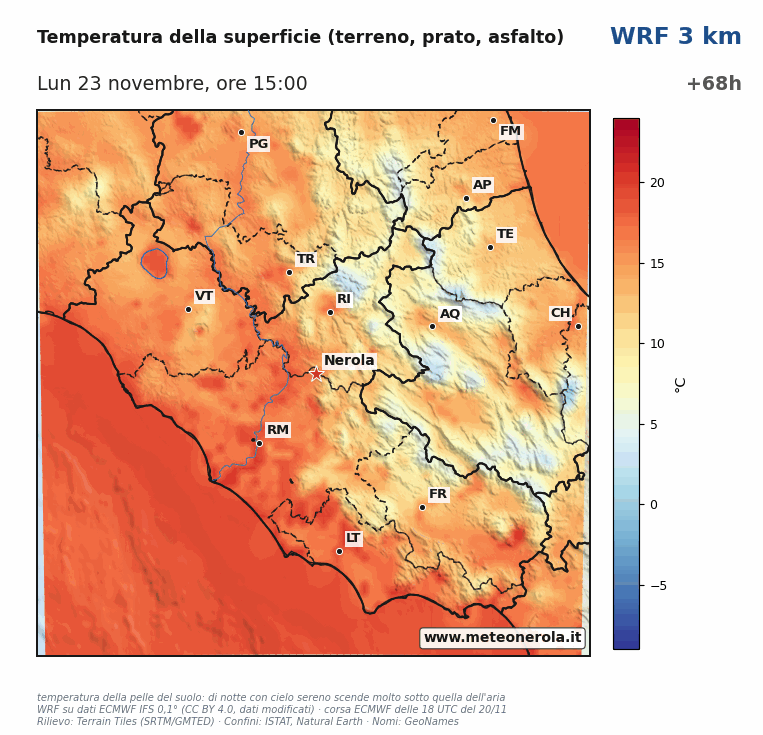 Temperatura della superficie (terreno, prato, asfalto)
WRF 3 km
Lun 23 novembre, ore 15:00
+68h
FM
PG
AP
TE
TR
RI
VT
AQ
CH
Nerola
RM
FR
LT
www.meteonerola.it
20
15
10
5
0
−5
°C
temperatura della pelle del suolo: di notte con cielo sereno scende molto sotto quella dell'aria
WRF su dati ECMWF IFS 0,1° (CC BY 4.0, dati modificati) · corsa ECMWF delle 18 UTC del 20/11
Rilievo: Terrain Tiles (SRTM/GMTED) · Confini: ISTAT, Natural Earth · Nomi: GeoNames